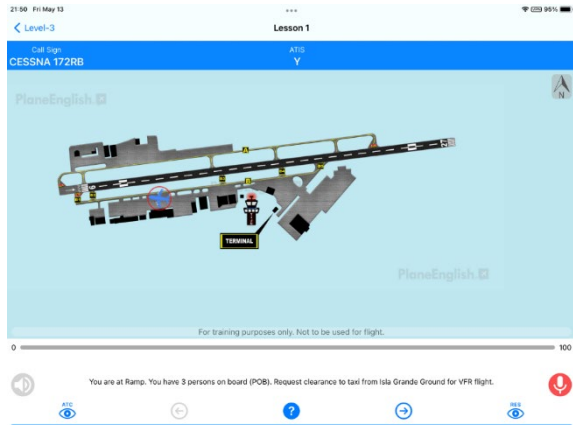 21 50 Fri May 13
95%
Level-3
Lesson 1
Call Sign
CESSNA 172RB
ATIS
Y
PlaneEnglish.
N
A
B
9
27
TERMINAL
PlaneEnglish.
For training purposes only. Not to be used for flight.
0
100
You are at Ramp. You have 3 persons on board (POB). Request clearance to taxi from Isla Grande Ground for VFR flight.
ATC
?
RES